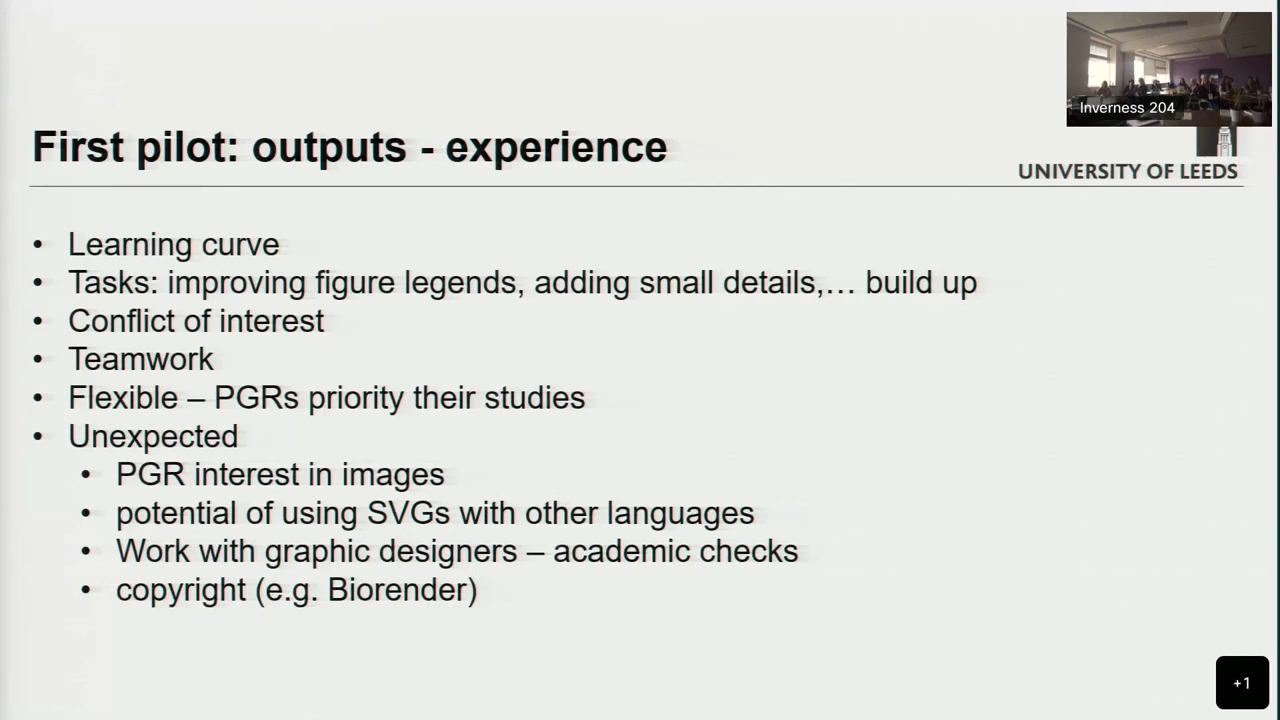 Inverness 204
First pilot: outputs - experience
UNIVERSITY OF LEEDS
• Learning curve
• Tasks: improving figure legends, adding small details,… build up
• Conflict of interest
• Teamwork
• Flexible – PGRs priority their studies
• Unexpected
• PGR interest in images
• potential of using SVGs with other languages
• Work with graphic designers – academic checks
• copyright (e.g. Biorender)
+1